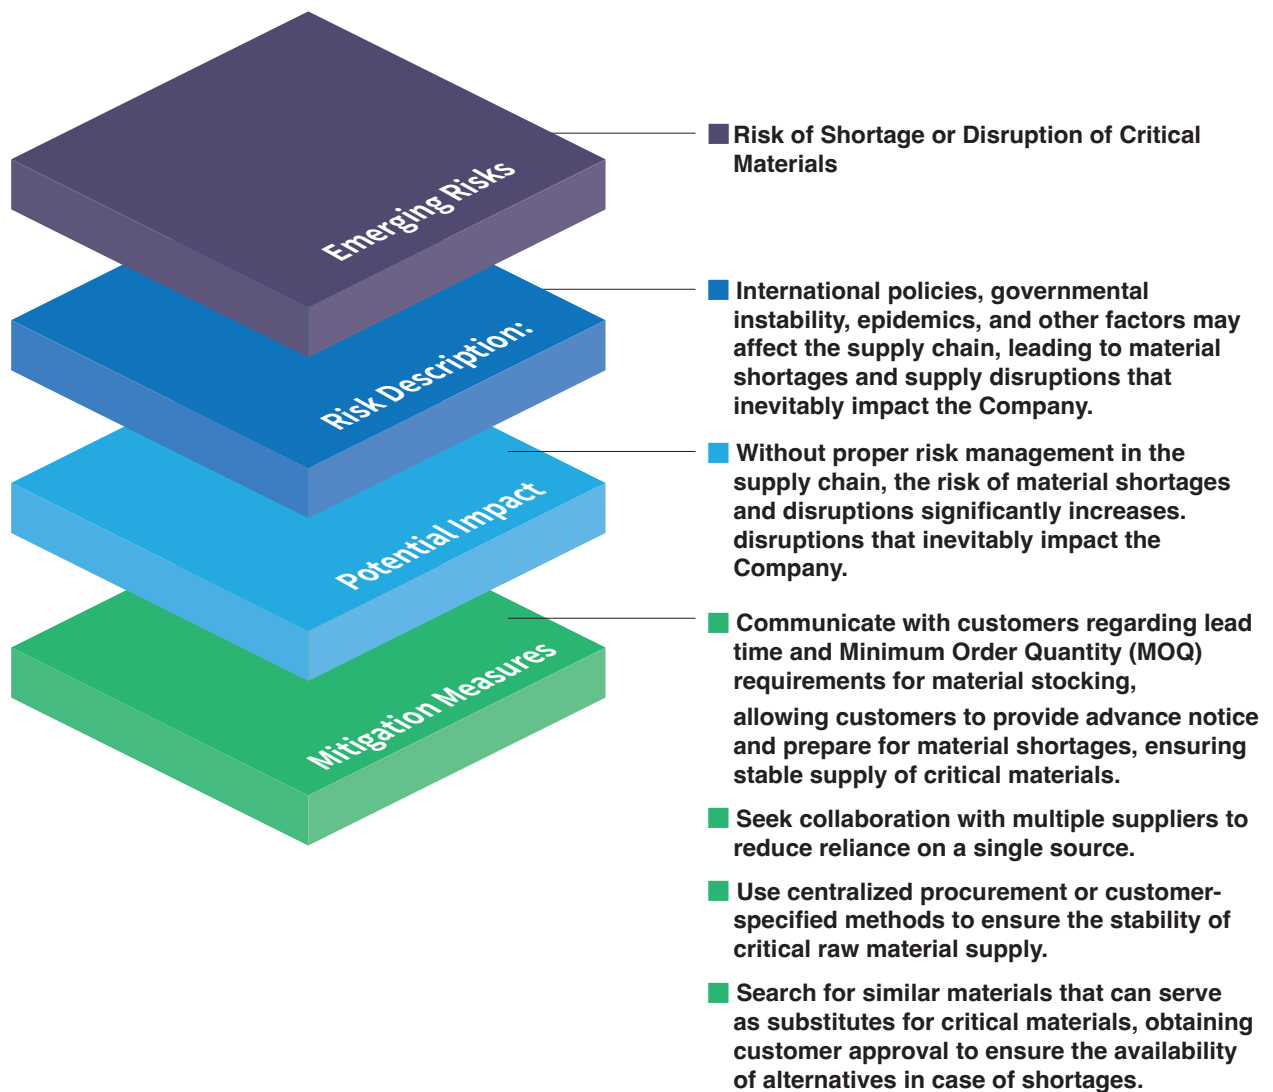 Emerging Risks
Risk of Shortage or Disruption of Critical
Materials
Risk Description:
International policies, governmental
instability, epidemics, and other factors may
affect the supply chain, leading to material
shortages and supply disruptions that
inevitably impact the Company.
Potential Impact
Without proper risk management in the
supply chain, the risk of material shortages
and disruptions significantly increases.
disruptions that inevitably impact the
Company.
Mitigation Measures
Communicate with customers regarding lead
time and Minimum Order Quantity (MOQ)
requirements for material stocking,
allowing customers to provide advance notice
and prepare for material shortages, ensuring
stable supply of critical materials.
Seek collaboration with multiple suppliers to
reduce reliance on a single source.
Use centralized procurement or customer-
specified methods to ensure the stability of
critical raw material supply.
Search for similar materials that can serve
as substitutes for critical materials, obtaining
customer approval to ensure the availability
of alternatives in case of shortages.